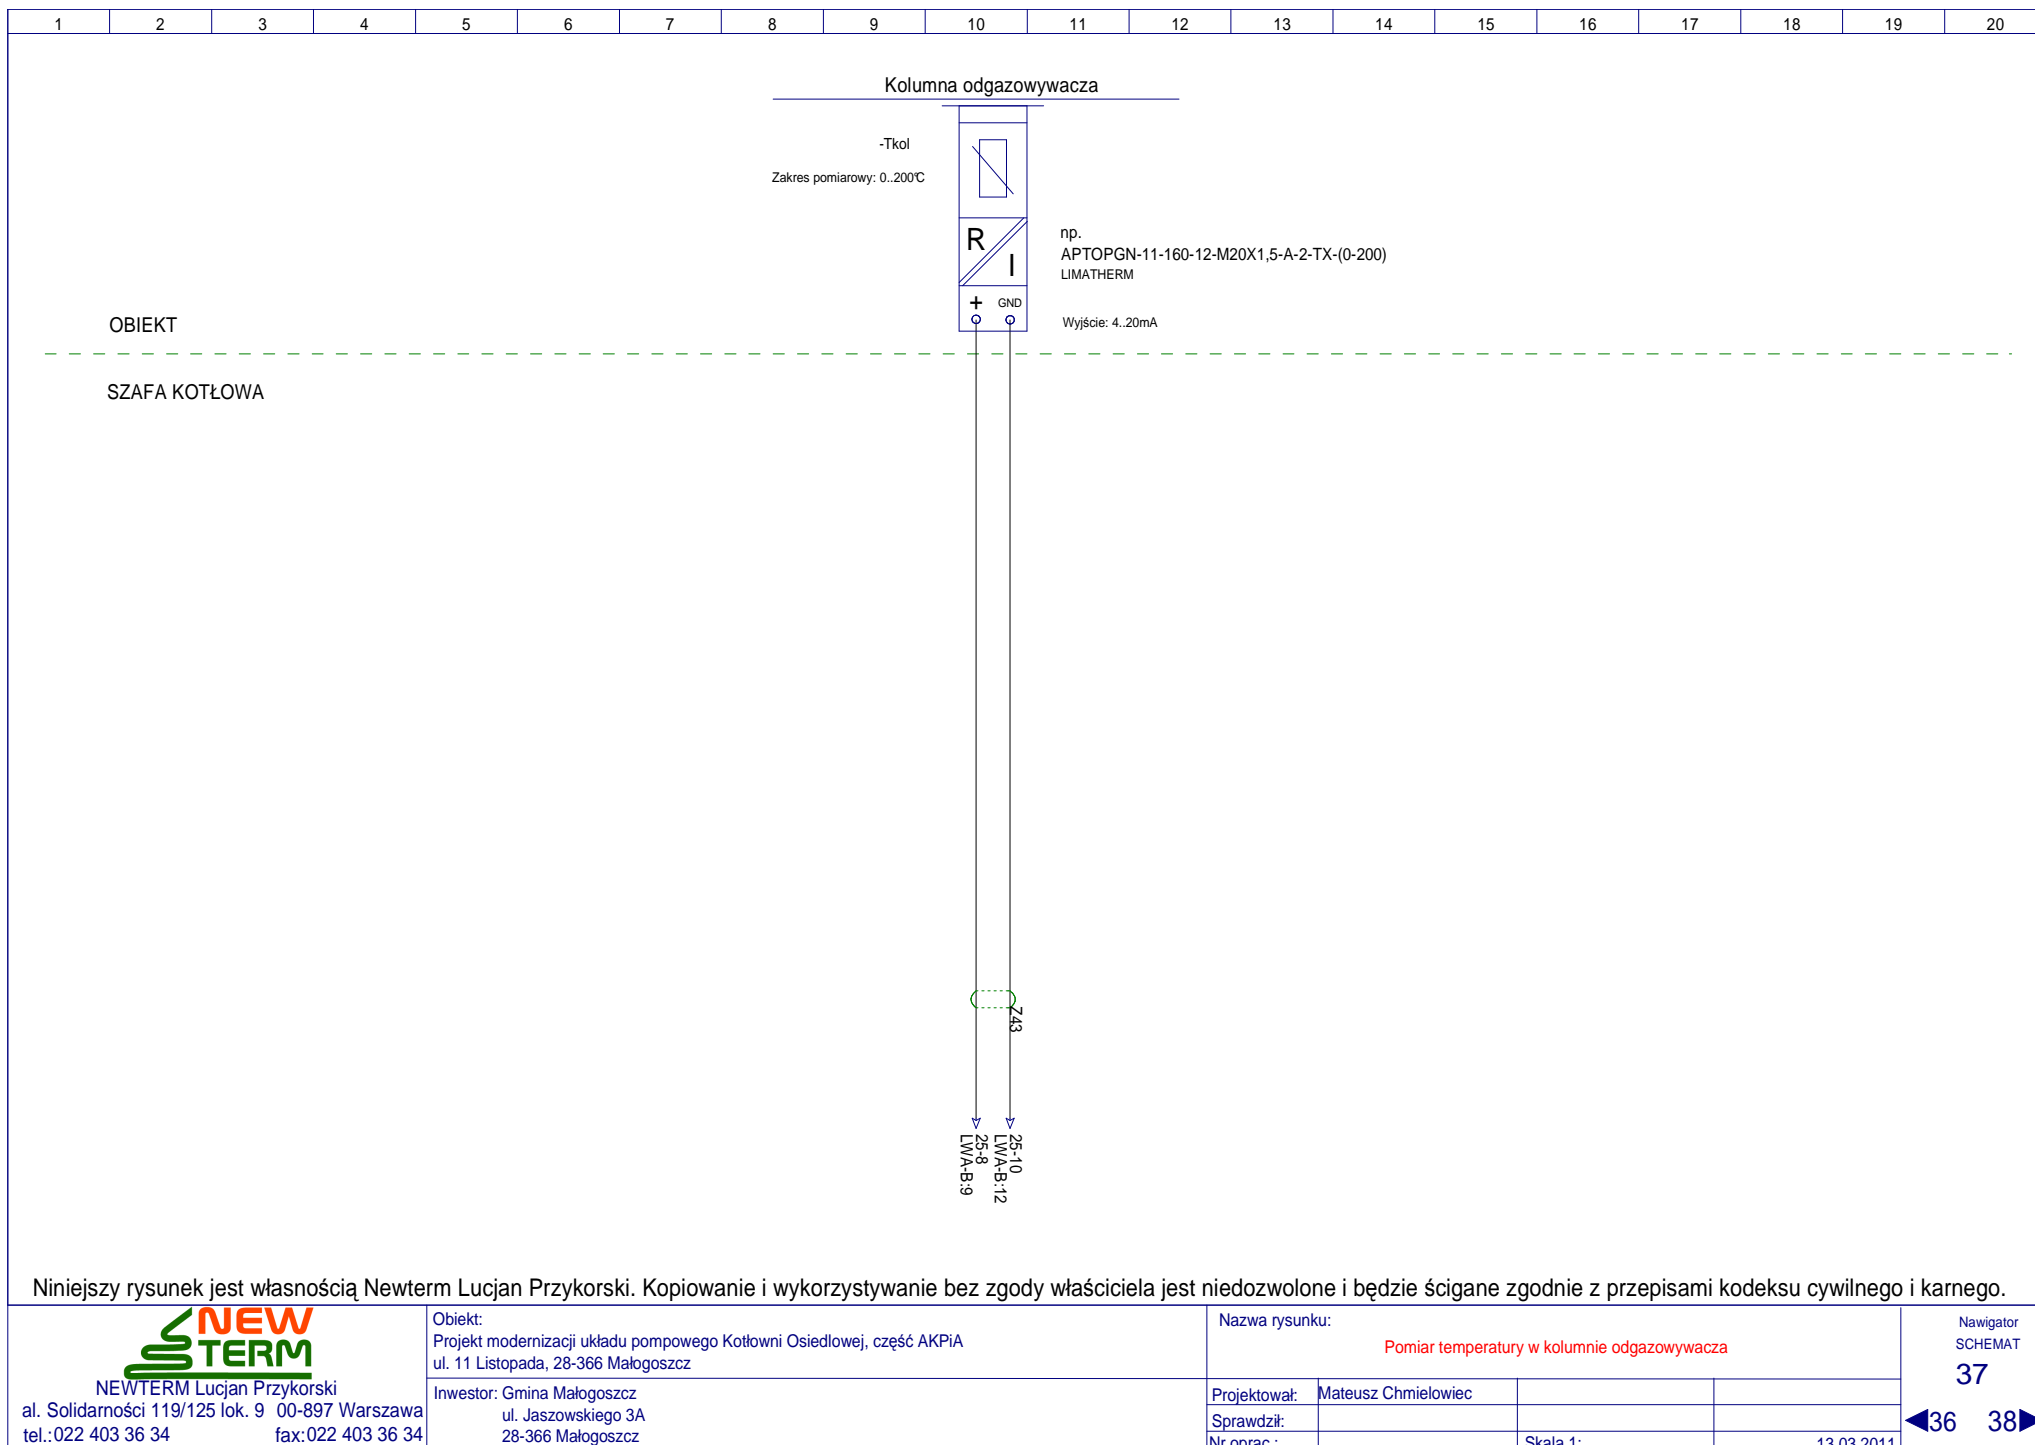 1 2 3 4 5 6 7 8 9 10 11 12 13 14 15 16 17 18 19 20
Kolumna odgazowywacza
-Tkol
Zakres pomiarowy: 0..200°C
R
I
np.
APTOPGN-11-160-12-M20X1,5-A-2-TX-(0-200)
LIMATHERM
+ GND
Wyjście: 4..20mA
OBIEKT
SZAFA KOTŁOWA
Z43
25-8
LWA-B:9
25-10
LWA-B:12
Niniejszy rysunek jest własnością Newterm Lucjan Przykorski. Kopiowanie i wykorzystywanie bez zgody właściciela jest niedozwolone i będzie ścigane zgodnie z przepisami kodeksu cywilnego i karnego.
NEW
TERM
NEWTERM Lucjan Przykorski
al. Solidarności 119/125 lok. 9 00-897 Warszawa
tel.:022 403 36 34 fax:022 403 36 34
Obiekt:
Projekt modernizacji układu pompowego Kotłowni Osiedlowej, część AKPiA
ul. 11 Listopada, 28-366 Małogoszcz
Inwestor: Gmina Małogoszcz
ul. Jaszowskiego 3A
28-366 Małogoszcz
Nazwa rysunku:
Pomiar temperatury w kolumnie odgazowywacza
Projektował: Mateusz Chmielowiec
Sprawdził:
Nr oprac.: Skala 1: 13.03.2011
Nawigator
SCHEMAT
37
36 38